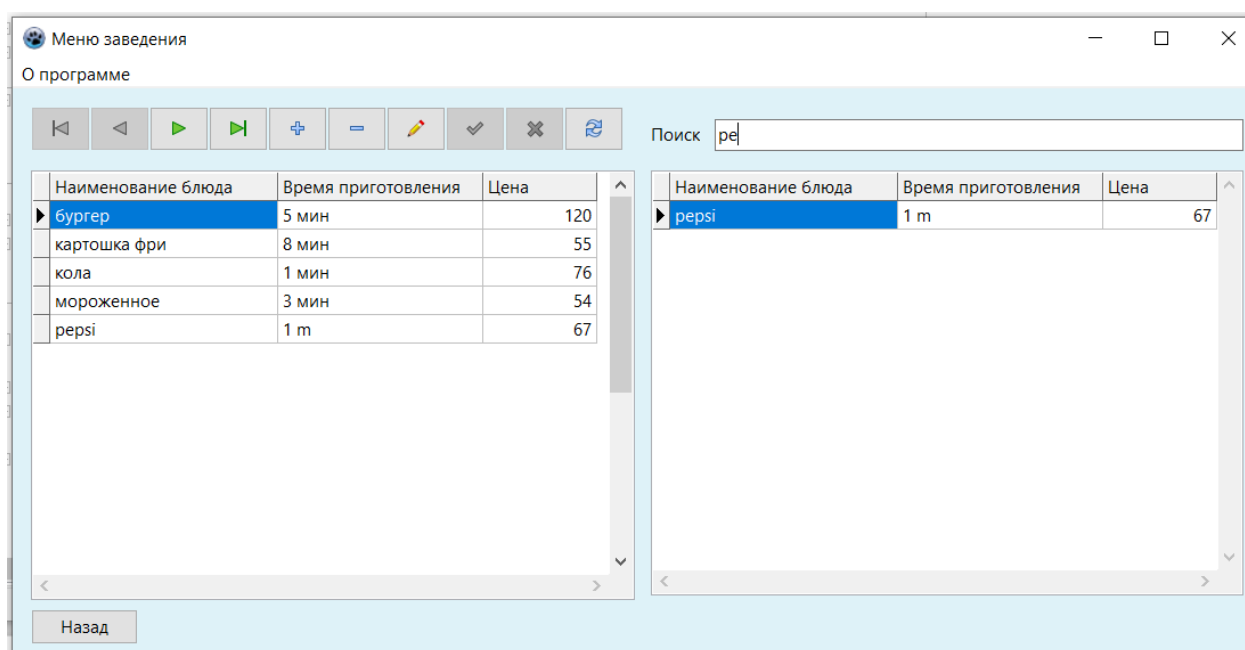 Меню заведения
О программе
Поиск ре
Наименование блюда Время приготовления Цена
бургер 5 мин 120
картошка фри 8 мин 55
кола 1 мин 76
мороженное 3 мин 54
pepsi 1 m 67
Наименование блюда Время приготовления Цена
pepsi 1 m 67
Назад